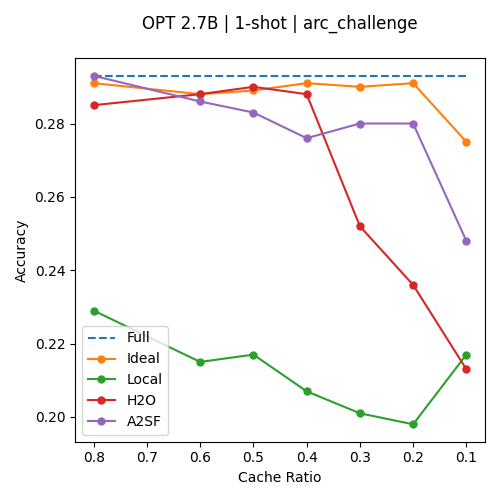 OPT 2.7B | 1-shot | arc_challenge
0.28
0.26
0.24
0.22
0.20
Accuracy
Full
Ideal
Local
H2O
A2SF
0.8 0.7 0.6 0.5 0.4 0.3 0.2 0.1
Cache Ratio